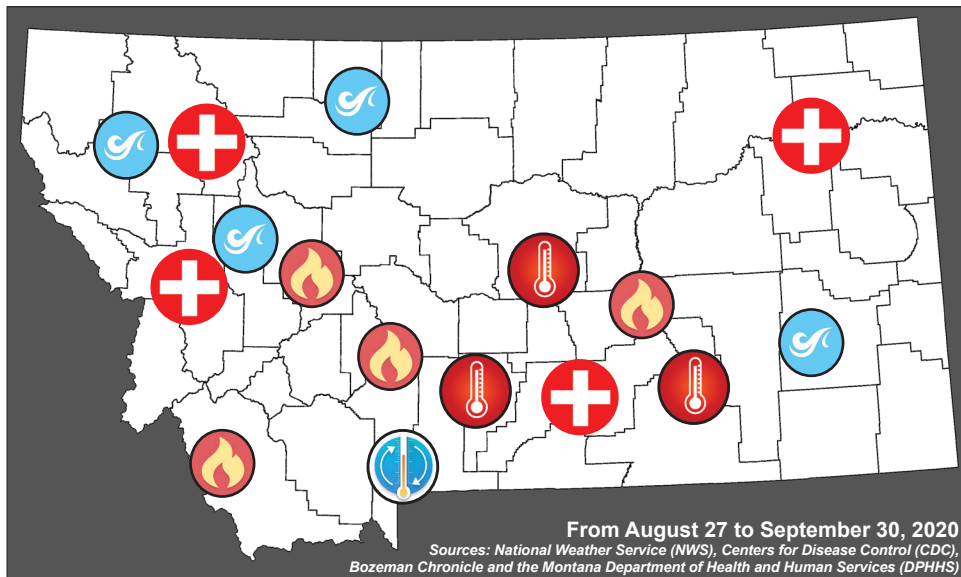 From August 27 to September 30, 2020
Sources: National Weather Service (NWS), Centers for Disease Control (CDC),
Bozeman Chronicle and the Montana Department of Health and Human Services (DPHHS)